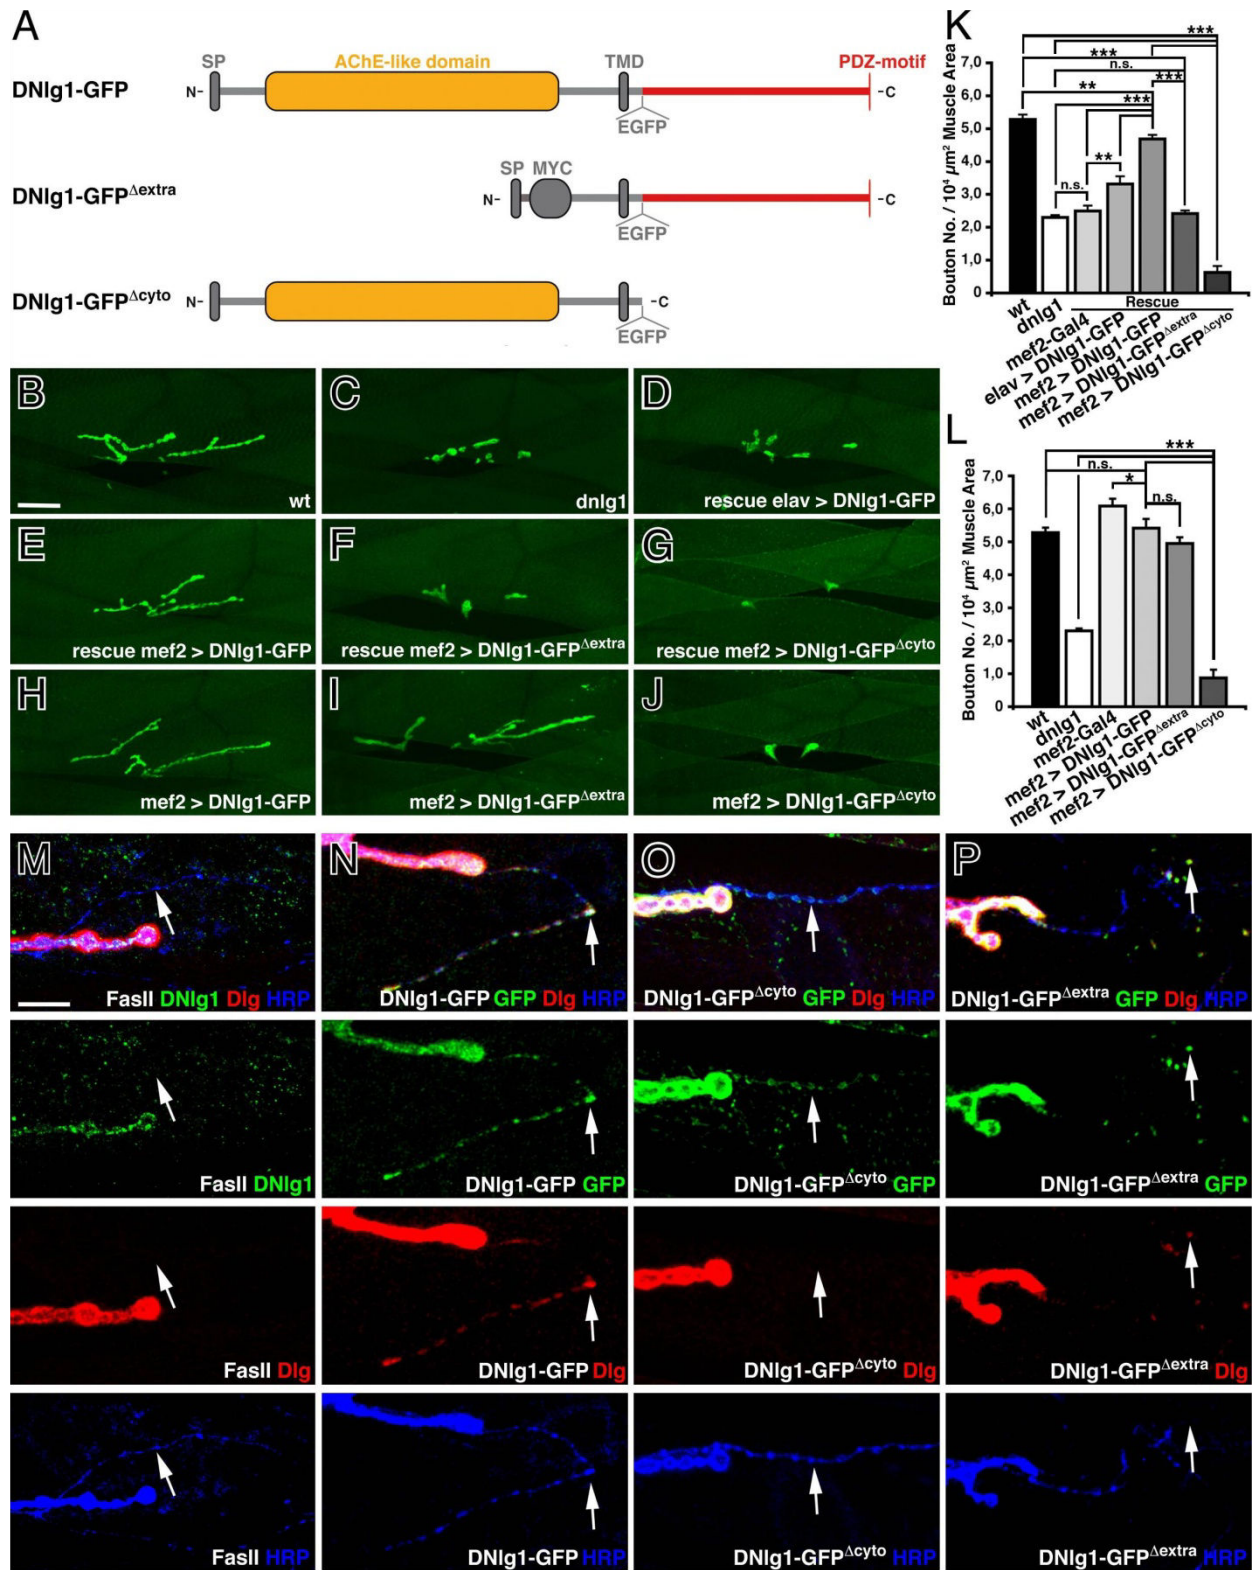 A
SP AChE-like domain TMD PDZ-motif
DNlg1-GFP N- -C
EGFP
SP MYC
DNlg1-GFPΔextra N- -C
EGFP
DNlg1-GFPΔcyto N- -C
EGFP
B wt
C dnlg1
D rescue elav > DNlg1-GFP
E rescue mef2 > DNlg1-GFP
F rescue mef2 > DNlg1-GFPΔextra
G rescue mef2 > DNlg1-GFPΔcyto
H mef2 > DNlg1-GFP
I mef2 > DNlg1-GFPΔextra
J mef2 > DNlg1-GFPΔcyto
K
Bouton No. / 10⁴ µm² Muscle Area
7,0
6,0
5,0
4,0
3,0
2,0
1,0
0
***
***
n.s.
**
***
***
**
n.s.
Rescue
wt
dnlg1
mef2-Gal4
elav > DNlg1-GFP
mef2 > DNlg1-GFP
mef2 > DNlg1-GFPΔextra
mef2 > DNlg1-GFPΔcyto
L
Bouton No. / 10⁴ µm² Muscle Area
7,0
6,0
5,0
4,0
3,0
2,0
1,0
0
***
n.s.
*
n.s.
wt
dnlg1
mef2-Gal4
mef2 > DNlg1-GFP
mef2 > DNlg1-GFPΔextra
mef2 > DNlg1-GFPΔcyto
M
FasII DNlg1 Dlg HRP
N
DNlg1-GFP GFP Dlg HRP
O
DNlg1-GFPΔcyto GFP Dlg HRP
P
DNlg1-GFPΔextra GFP Dlg HRP
FasII DNlg1
DNlg1-GFP GFP
DNlg1-GFPΔcyto GFP
DNlg1-GFPΔextra GFP
FasII Dlg
DNlg1-GFP Dlg
DNlg1-GFPΔcyto Dlg
DNlg1-GFPΔextra Dlg
FasII HRP
DNlg1-GFP HRP
DNlg1-GFPΔcyto HRP
DNlg1-GFPΔextra HRP